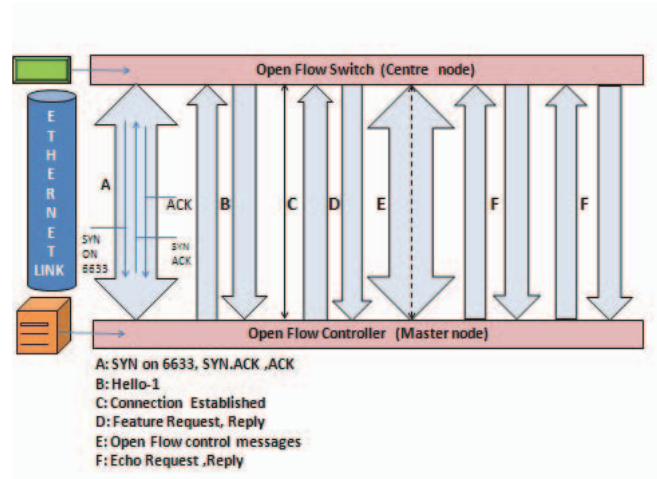 Open Flow Switch (Centre node)
E
T
H
E
R
N
E
T
LINK
A
SYN
ON
6633
ACK
SYN
ACK
B
C
D
E
F
F
Open Flow Controller (Master node)
A: SYN on 6633, SYN.ACK ,ACK
B: Hello-1
C: Connection Established
D: Feature Request, Reply
E: Open Flow control messages
F: Echo Request ,Reply